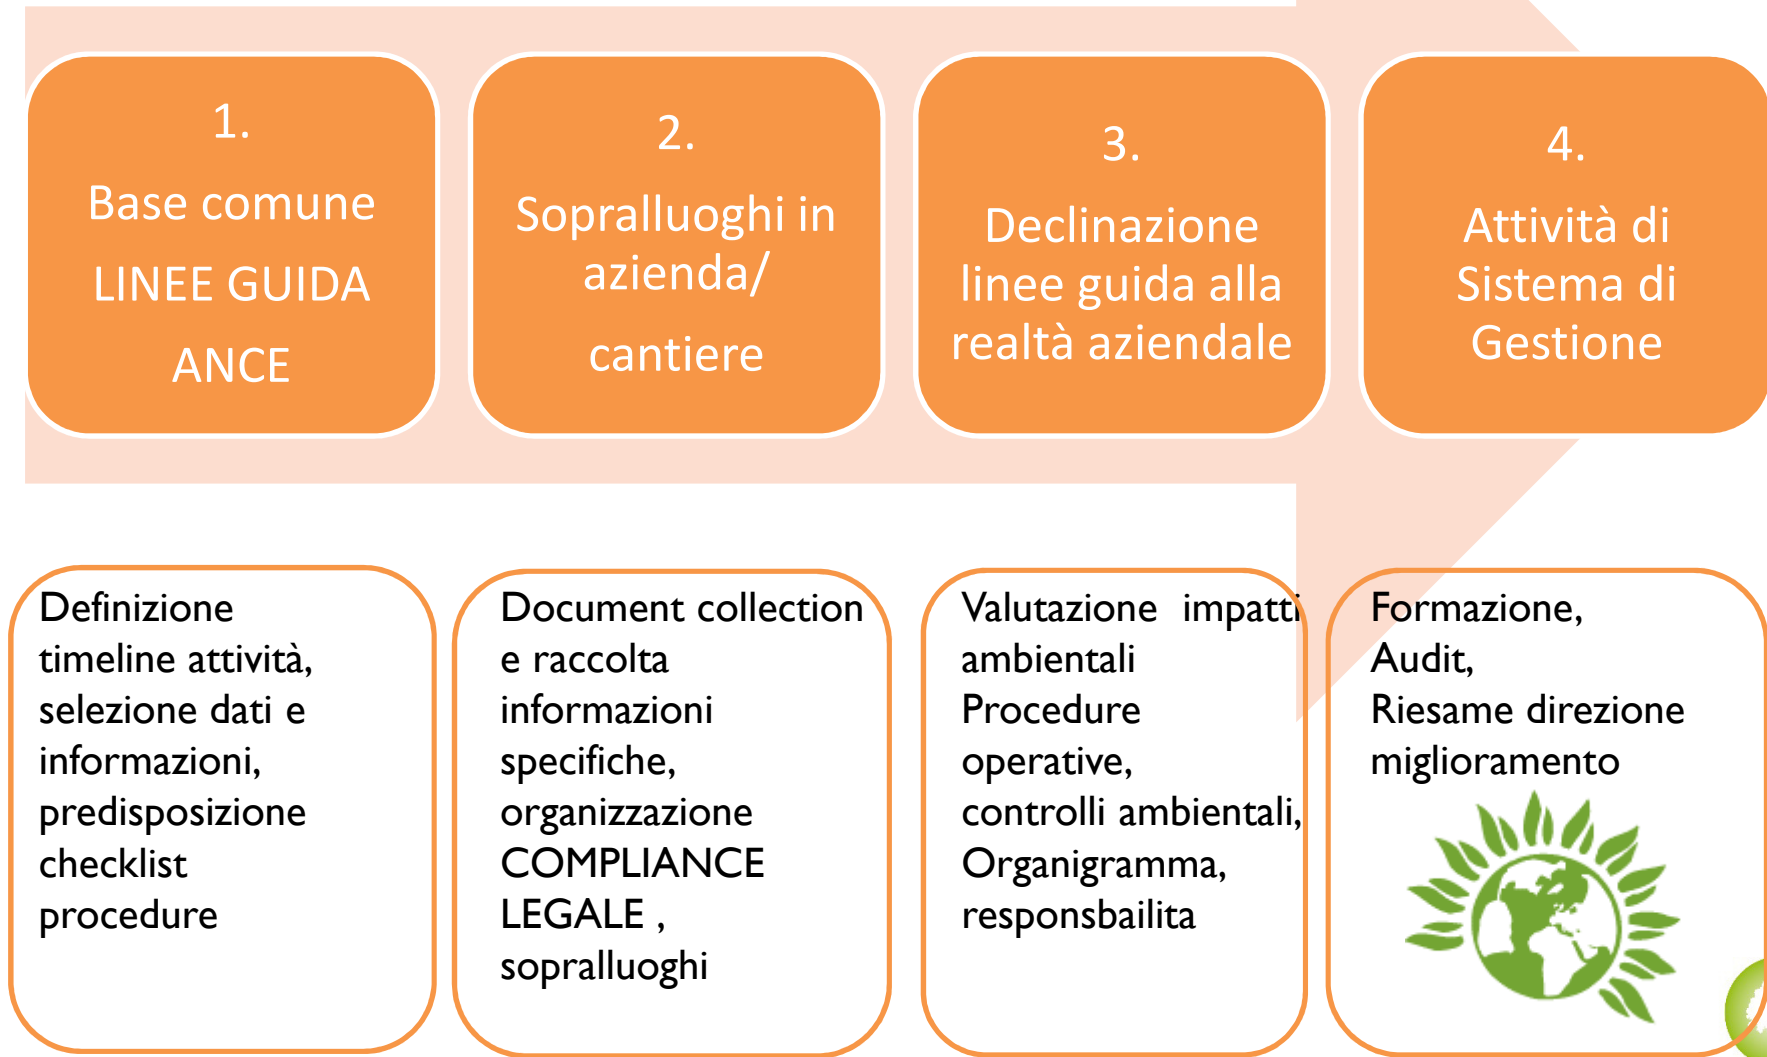 1.
Base comune
LINEE GUIDA
ANCE
2.
Sopralluoghi in
azienda/
cantiere
3.
Declinazione
linee guida alla
realtà aziendale
4.
Attività di
Sistema di
Gestione
Definizione
timeline attività,
selezione dati e
informazioni,
predisposizione
checklist
procedure
Document collection
e raccolta
informazioni
specifiche,
organizzazione
COMPLIANCE
LEGALE ,
sopralluoghi
Valutazione impatti
ambientali
Procedure
operative,
controlli ambientali,
Organigramma,
responsbailita
Formazione,
Audit,
Riesame direzione
miglioramento